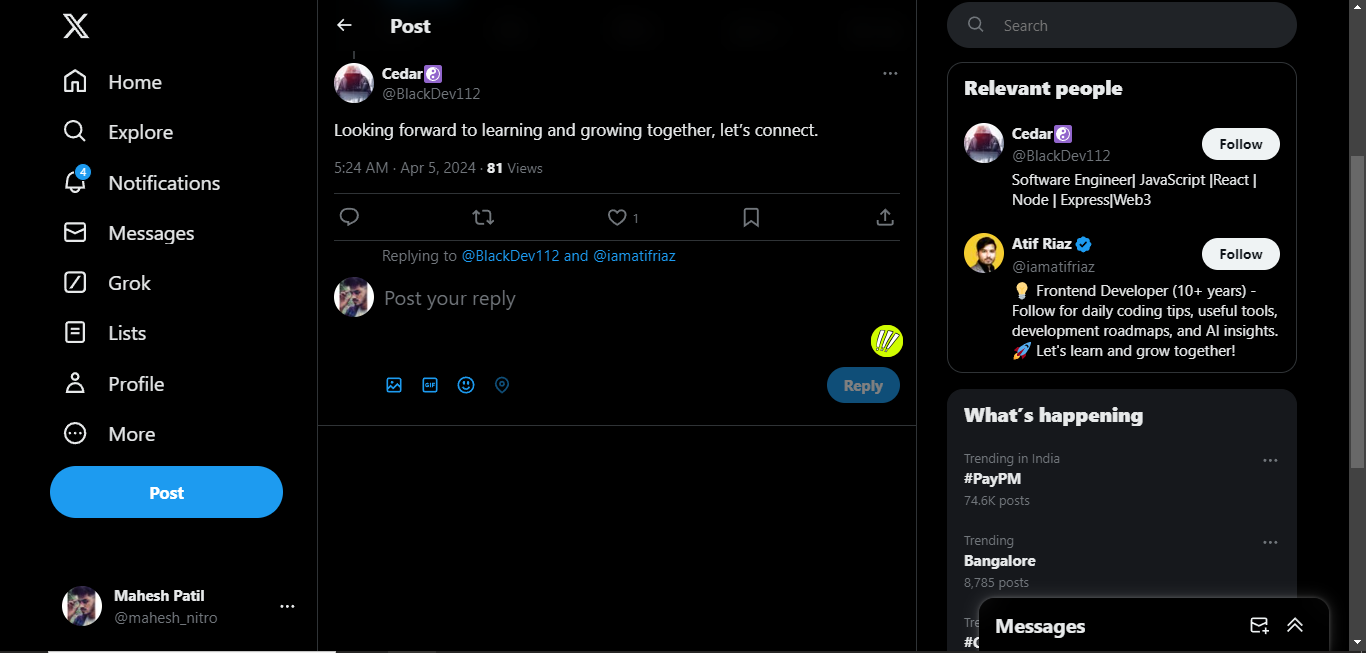 Home
Explore
4
Notifications
Messages
Grok
Lists
Profile
More
Post
Mahesh Patil
@mahesh_nitro
Post
Cedar☯️
@BlackDev112
Looking forward to learning and growing together, let’s connect.
5:24 AM · Apr 5, 2024 · 81 Views
1
Replying to @BlackDev112 and @iamatifriaz
Post your reply
GIF
Reply
Search
Relevant people
Cedar☯️
@BlackDev112
Follow
Software Engineer| JavaScript |React |
Node | Express|Web3
Atif Riaz
@iamatifriaz
Follow
💡 Frontend Developer (10+ years) -
Follow for daily coding tips, useful tools,
development roadmaps, and AI insights.
🚀 Let's learn and grow together!
What’s happening
Trending in India
#PayPM
74.6K posts
Trending
Bangalore
8,785 posts
Messages